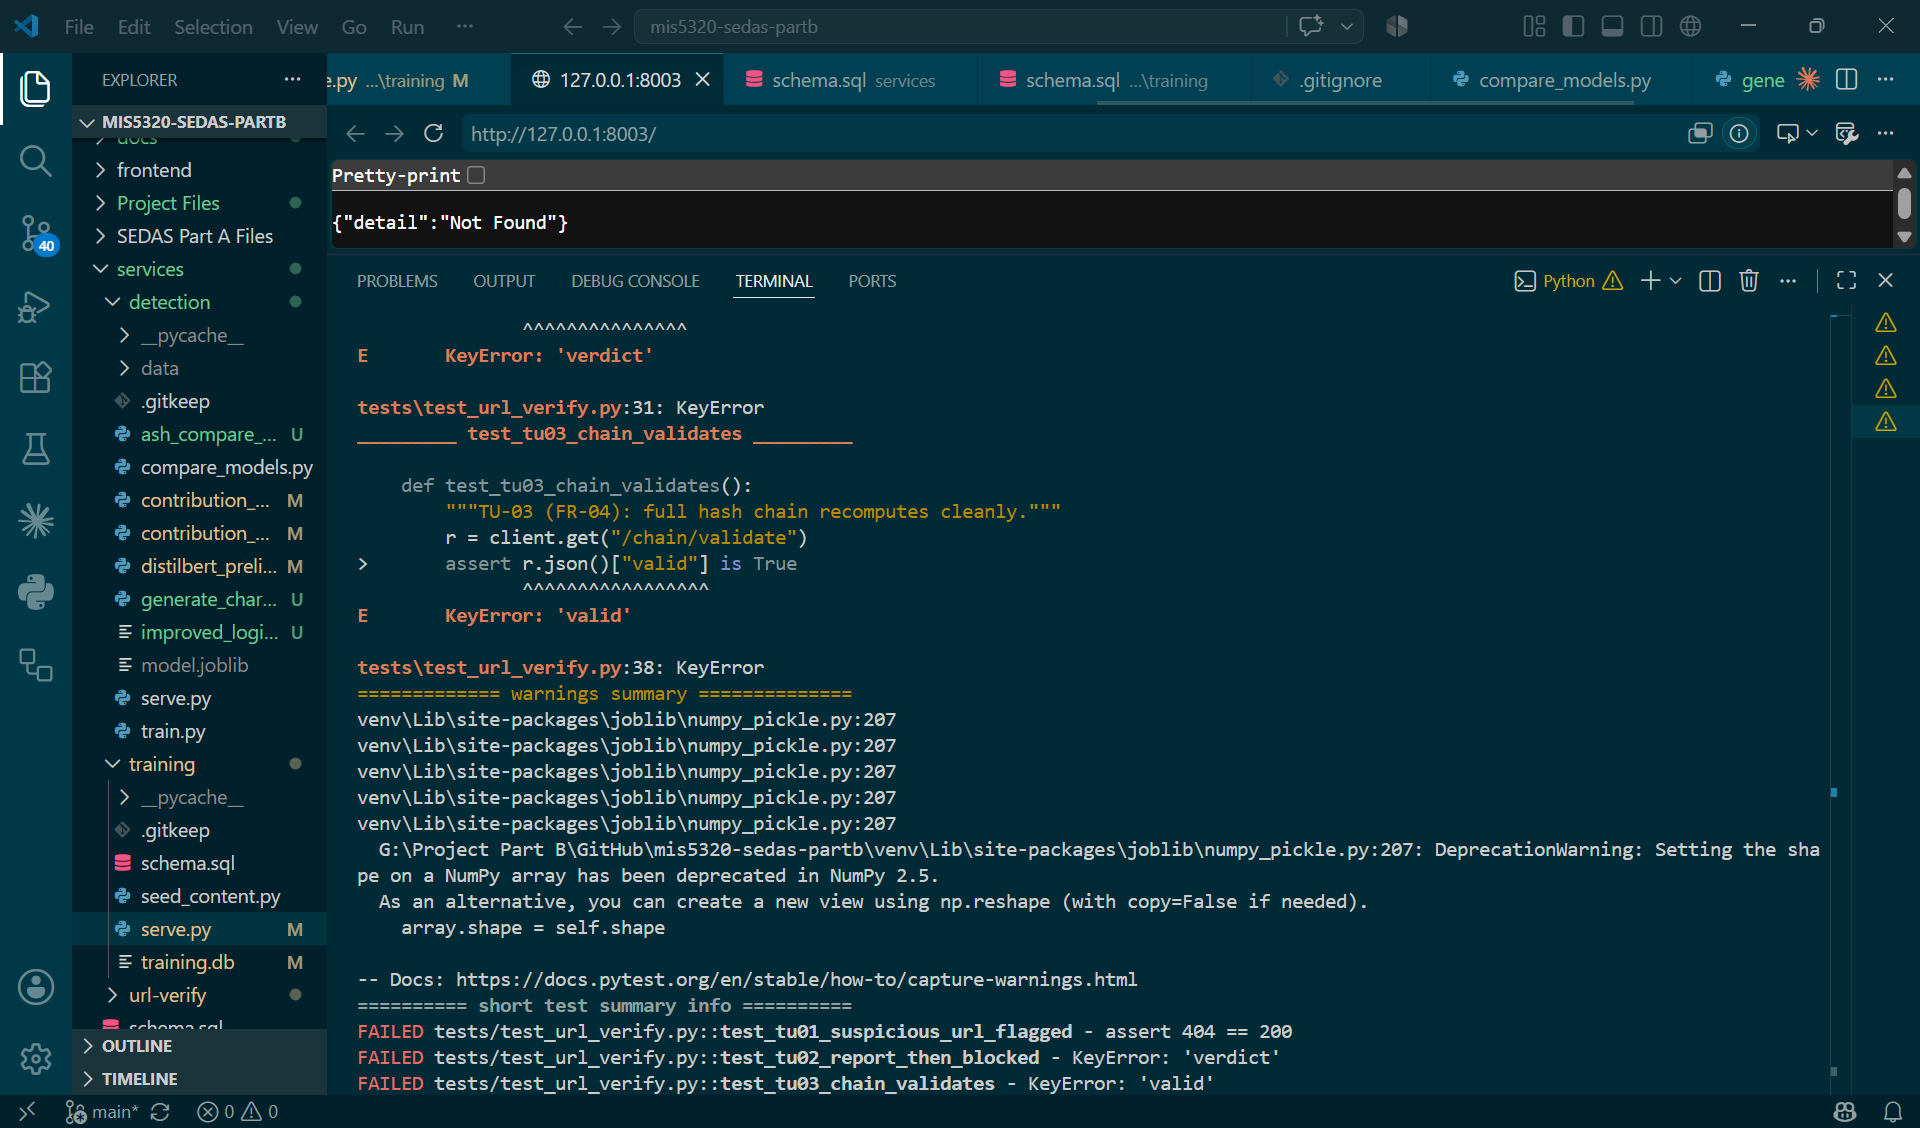 File Edit Selection View Go Run ···
mis5320-sedas-partb
EXPLORER ···
e.py ...\training M
127.0.0.1:8003
schema.sql services
schema.sql ...\training
.gitignore
compare_models.py
gene
···
MIS5320-SEDAS-PARTB
http://127.0.0.1:8003/
docs
frontend
Project Files
SEDAS Part A Files
services
detection
__pycache__
data
.gitkeep
ash_compare_... U
compare_models.py
contribution_... M
contribution_... M
distilbert_preli... M
generate_char... U
improved_logi... U
model.joblib
serve.py
train.py
training
__pycache__
.gitkeep
schema.sql
seed_content.py
serve.py M
training.db M
url-verify
schema.sql
OUTLINE
TIMELINE
40
Pretty-print
{"detail":"Not Found"}
PROBLEMS OUTPUT DEBUG CONSOLE TERMINAL PORTS
Python
^^^^^^^^^^^^^^^
E       KeyError: 'verdict'
tests\test_url_verify.py:31: KeyError
_________ test_tu03_chain_validates _________
def test_tu03_chain_validates():
"""TU-03 (FR-04): full hash chain recomputes cleanly."""
r = client.get("/chain/validate")
>       assert r.json()["valid"] is True
^^^^^^^^^^^^^^^^^
E       KeyError: 'valid'
tests\test_url_verify.py:38: KeyError
============= warnings summary ==============
venv\Lib\site-packages\joblib\numpy_pickle.py:207
venv\Lib\site-packages\joblib\numpy_pickle.py:207
venv\Lib\site-packages\joblib\numpy_pickle.py:207
venv\Lib\site-packages\joblib\numpy_pickle.py:207
venv\Lib\site-packages\joblib\numpy_pickle.py:207
G:\Project Part B\GitHub\mis5320-sedas-partb\venv\Lib\site-packages\joblib\numpy_pickle.py:207: DeprecationWarning: Setting the sha
pe on a NumPy array has been deprecated in NumPy 2.5.
As an alternative, you can create a new view using np.reshape (with copy=False if needed).
array.shape = self.shape
-- Docs: https://docs.pytest.org/en/stable/how-to/capture-warnings.html
========== short test summary info ==========
FAILED tests/test_url_verify.py::test_tu01_suspicious_url_flagged - assert 404 == 200
FAILED tests/test_url_verify.py::test_tu02_report_then_blocked - KeyError: 'verdict'
FAILED tests/test_url_verify.py::test_tu03_chain_validates - KeyError: 'valid'
main* 0 0